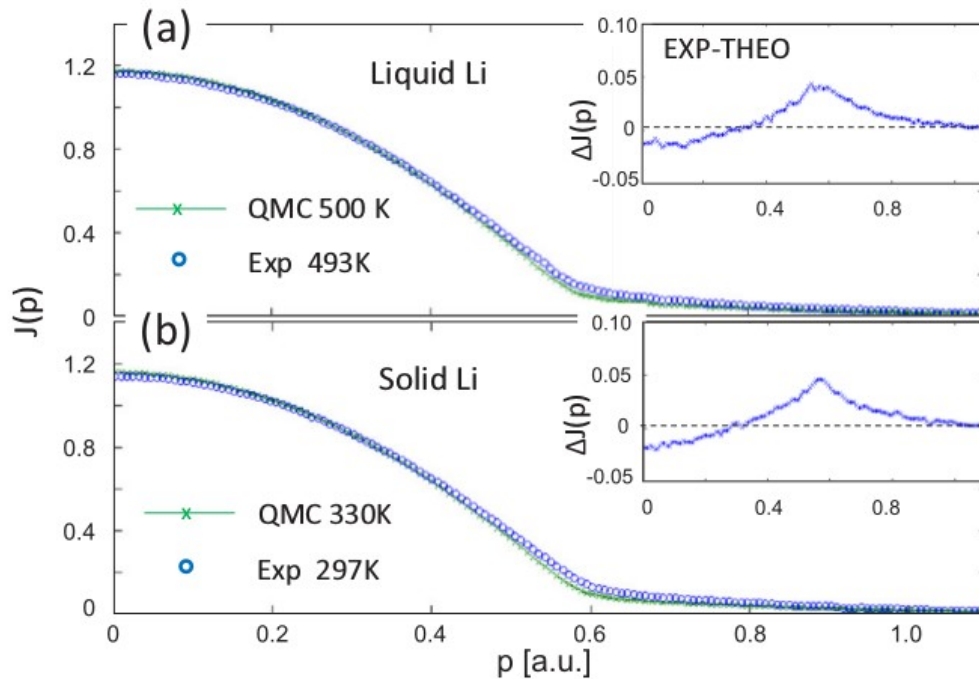 (a)
Liquid Li
1.2
0.8
0.4
0
QMC 500 K
Exp 493K
EXP-THEO
ΔJ(p)
0.10
0.05
0
-0.05
0 0.4 0.8
J(p)
(b)
Solid Li
1.2
0.8
0.4
0
QMC 330K
Exp 297K
ΔJ(p)
0.10
0.05
0
-0.05
0 0.4 0.8
0 0.2 0.4 0.6 0.8 1.0
p [a.u.]